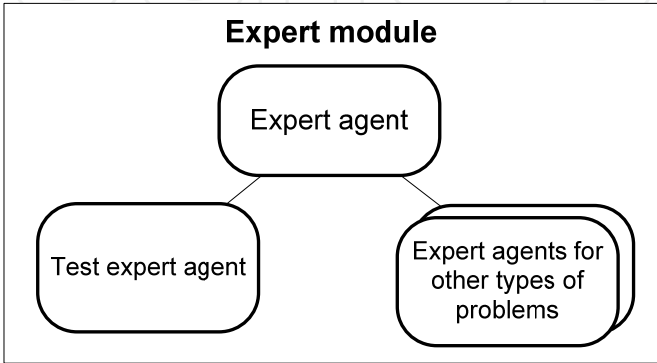 Expert module
Expert agent
Test expert agent
Expert agents for
other types of
problems